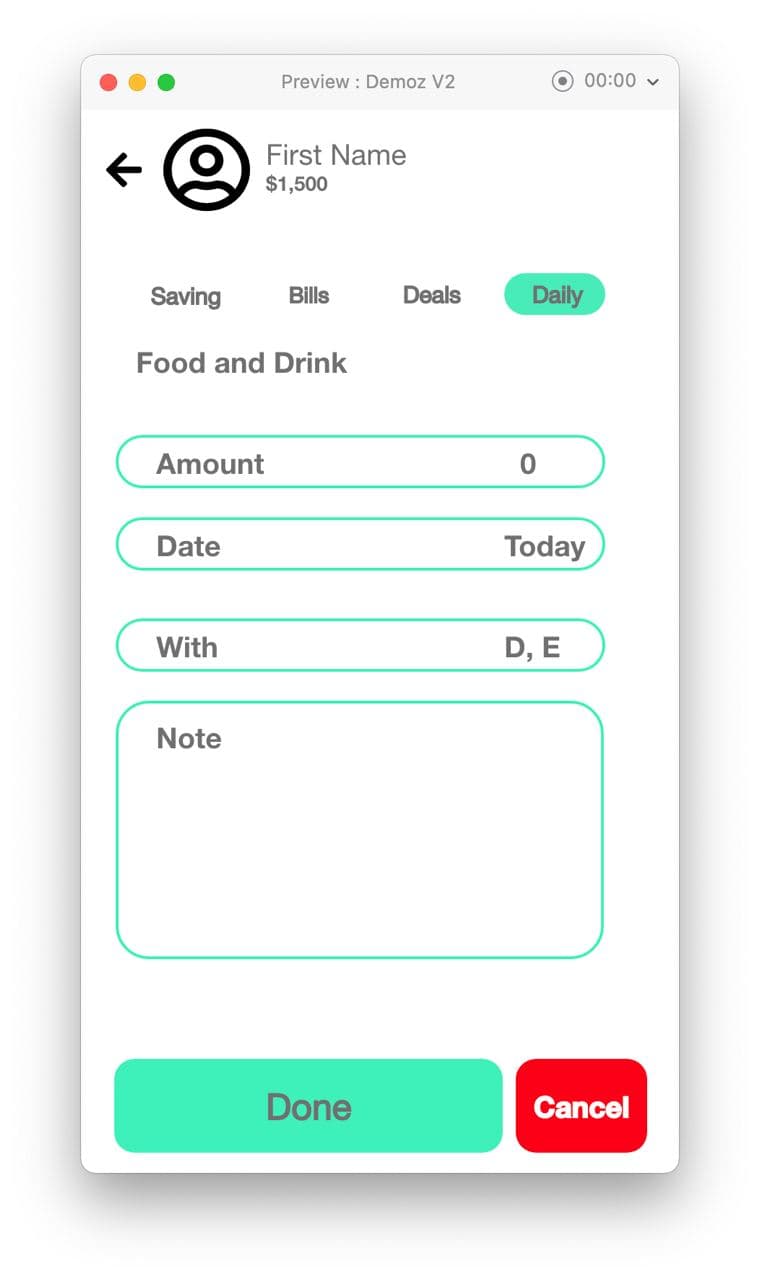 Preview : Demoz V2 00:00
First Name
$1,500
Saving Bills Deals Daily
Food and Drink
Amount 0
Date Today
With D, E
Note
Done Cancel